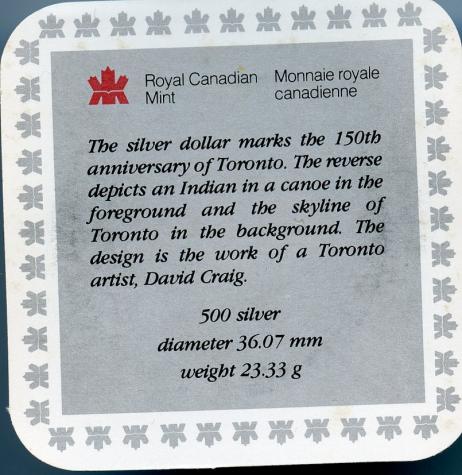 Royal Canadian Mint
Monnaie royale canadienne
The silver dollar marks the 150th
anniversary of Toronto. The reverse
depicts an Indian in a canoe in the
foreground and the skyline of
Toronto in the background. The
design is the work of a Toronto
artist, David Craig.
500 silver
diameter 36.07 mm
weight 23.33 g